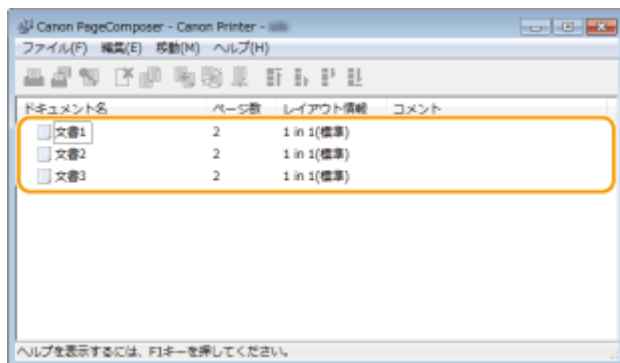 Canon PageComposer - Canon Printer -
ファイル(F) 編集(E) 移動(M) ヘルプ(H)
ドキュメント名 ページ数 レイアウト情報 コメント
文書1 2 1 in 1(標準)
文書2 2 1 in 1(標準)
文書3 2 1 in 1(標準)
ヘルプを表示するには、F1キーを押してください。